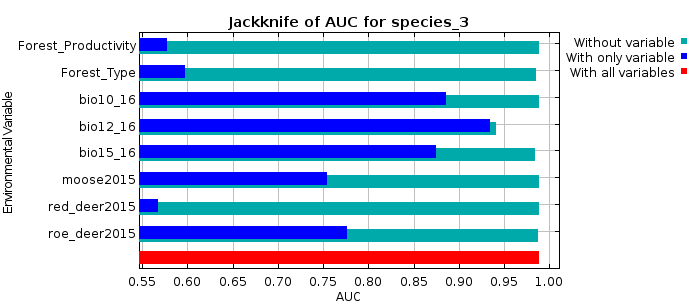 Jackknife of AUC for species_3
Environmental Variable
Forest_Productivity
Forest_Type
bio10_16
bio12_16
bio15_16
moose2015
red_deer2015
roe_deer2015
Without variable
With only variable
With all variables
0.55 0.60 0.65 0.70 0.75 0.80 0.85 0.90 0.95 1.00
AUC